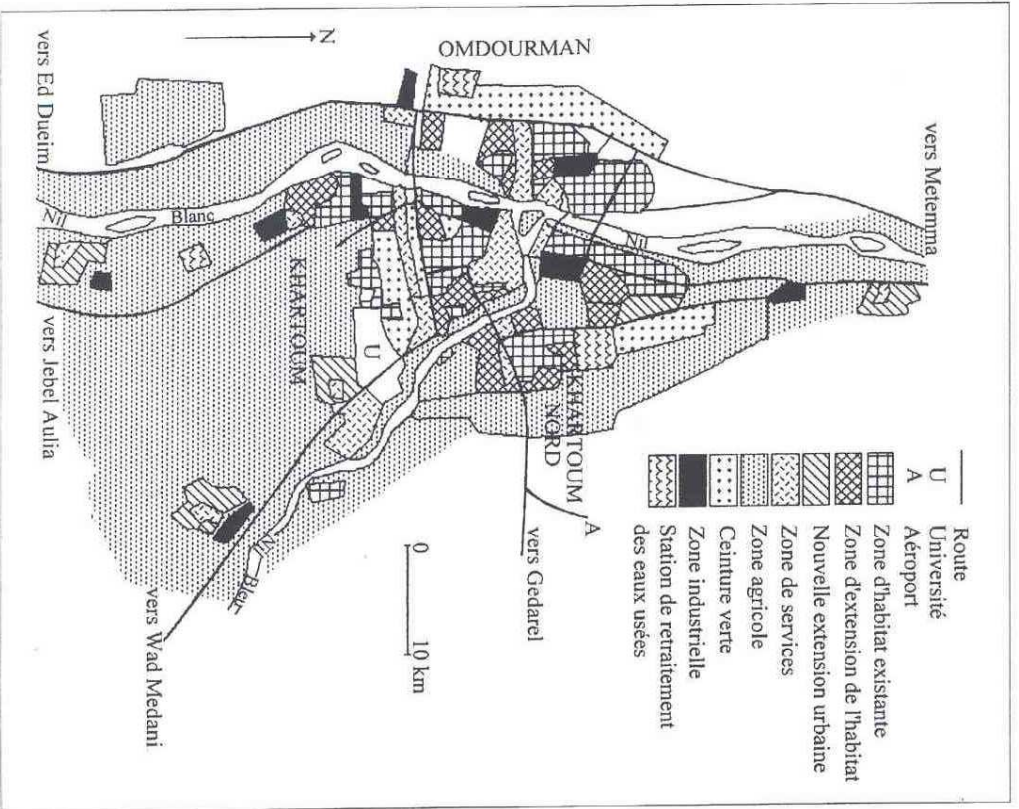 N
OMDOURMAN
vers Metemma
vers Ed Dueim
Nil
Blanc
Nil
KHARTOUM
U
KHARTOUM
NORD
A
vers Gedarel
vers Jebel Aulia
Nil
Bleu
vers Wad Medani
0
10 km
Route
U
Université
A
Aéroport
Zone d'habitat existante
Zone d'extension de l'habitat
Nouvelle extension urbaine
Zone de services
Zone agricole
Ceinture verte
Zone industrielle
Station de retraitement
des eaux usées